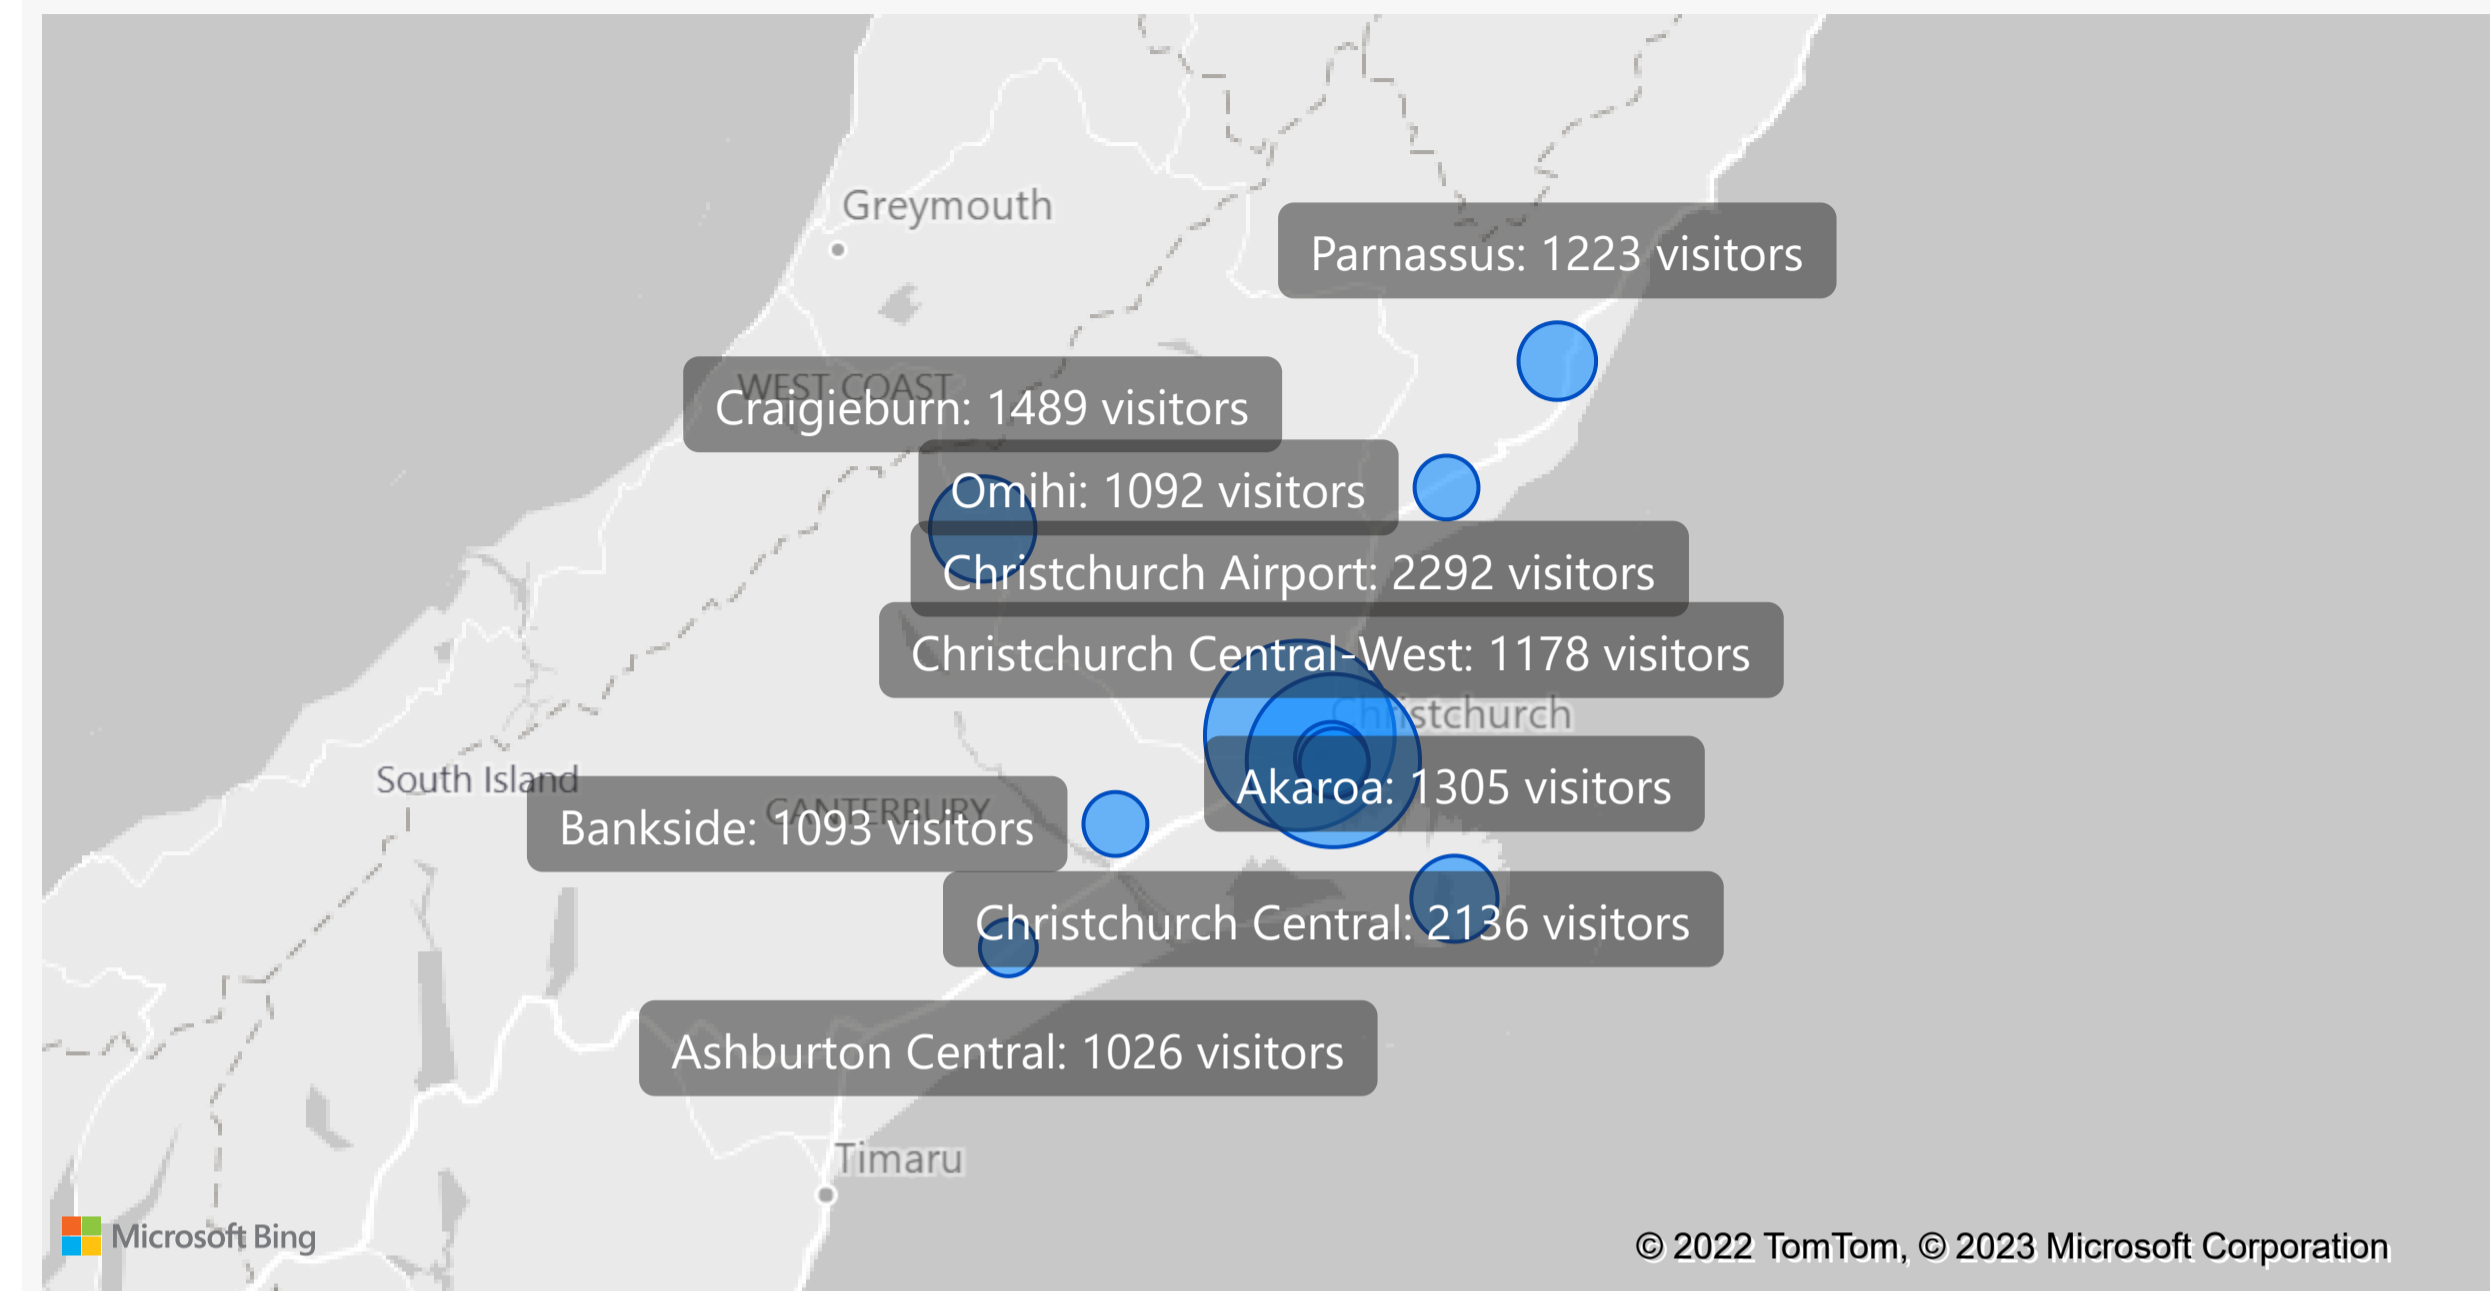 Greymouth
Parnassus: 1223 visitors
WEST COAST
Craigieburn: 1489 visitors
Omihi: 1092 visitors
Christchurch Airport: 2292 visitors
Christchurch Central-West: 1178 visitors
Christchurch
South Island
Akaroa: 1305 visitors
CANTERBURY
Bankside: 1093 visitors
Christchurch Central: 2136 visitors
Ashburton Central: 1026 visitors
Timaru
Microsoft Bing
© 2022 TomTom, © 2023 Microsoft Corporation